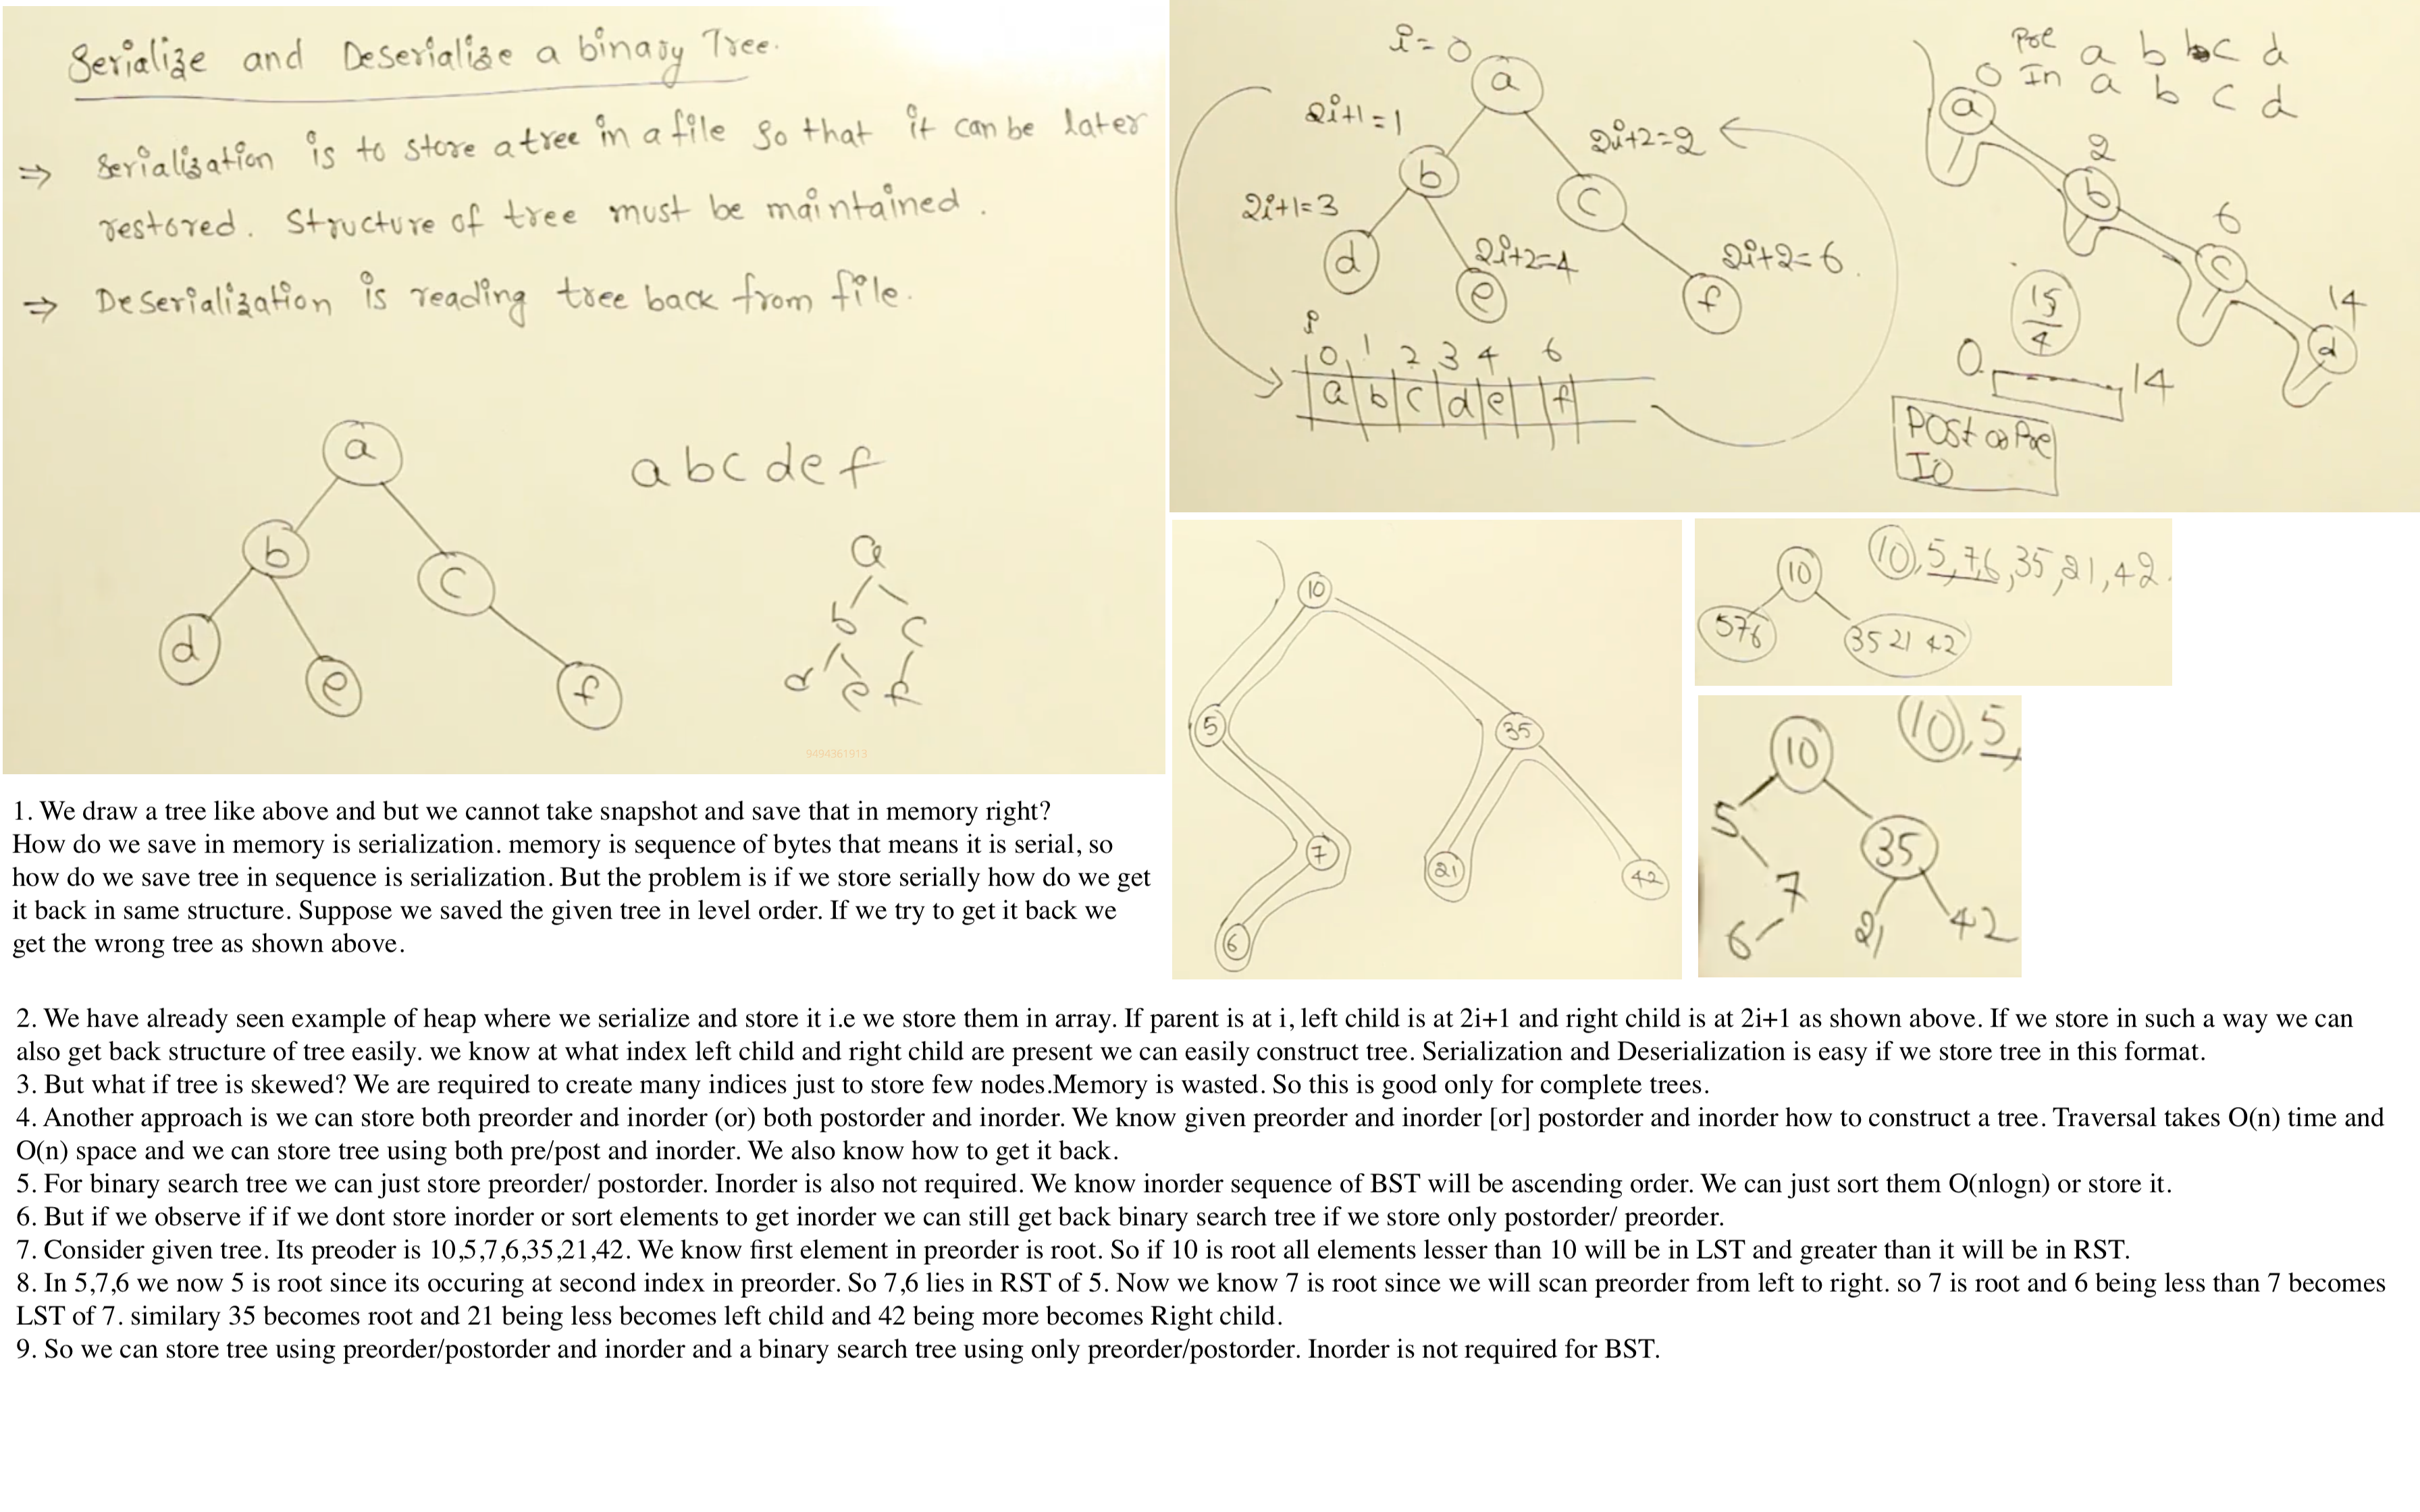 Serialize and Deserialize a binary Tree.
⇒ Serialization is to store a tree in a file so that it can be later
restored. Structure of tree must be maintained.
⇒ Deserialization is reading tree back from file.
a
b
c
d
e
f
a b c d e f
a
b c
d e f
9494361913
i = 0
a
2i+1 = 1
2i+2 = 2
b
c
2i+1 = 3
2i+2 = 4
2i+2 = 6
d
e
f
i
0 1 2 3 4 6
a b c d e f
Pre a b c d
In a b c d
0
a
2
b
6
c
14
d
15
4
0 14
Post or Pre
IO
10
5
35
7
21
42
6
10
10, 5, 7, 6, 35, 21, 42
5 7 6
35 21 42
10
10, 5,
5
35
7
6
21
42
1. We draw a tree like above and but we cannot take snapshot and save that in memory right?
How do we save in memory is serialization. memory is sequence of bytes that means it is serial, so
how do we save tree in sequence is serialization. But the problem is if we store serially how do we get
it back in same structure. Suppose we saved the given tree in level order. If we try to get it back we
get the wrong tree as shown above.
2. We have already seen example of heap where we serialize and store it i.e we store them in array. If parent is at i, left child is at 2i+1 and right child is at 2i+1 as shown above. If we store in such a way we can
also get back structure of tree easily. we know at what index left child and right child are present we can easily construct tree. Serialization and Deserialization is easy if we store tree in this format.
3. But what if tree is skewed? We are required to create many indices just to store few nodes.Memory is wasted. So this is good only for complete trees.
4. Another approach is we can store both preorder and inorder (or) both postorder and inorder. We know given preorder and inorder [or] postorder and inorder how to construct a tree. Traversal takes O(n) time and
O(n) space and we can store tree using both pre/post and inorder. We also know how to get it back.
5. For binary search tree we can just store preorder/ postorder. Inorder is also not required. We know inorder sequence of BST will be ascending order. We can just sort them O(nlogn) or store it.
6. But if we observe if if we dont store inorder or sort elements to get inorder we can still get back binary search tree if we store only postorder/ preorder.
7. Consider given tree. Its preoder is 10,5,7,6,35,21,42. We know first element in preorder is root. So if 10 is root all elements lesser than 10 will be in LST and greater than it will be in RST.
8. In 5,7,6 we now 5 is root since its occuring at second index in preorder. So 7,6 lies in RST of 5. Now we know 7 is root since we will scan preorder from left to right. so 7 is root and 6 being less than 7 becomes
LST of 7. similary 35 becomes root and 21 being less becomes left child and 42 being more becomes Right child.
9. So we can store tree using preorder/postorder and inorder and a binary search tree using only preorder/postorder. Inorder is not required for BST.